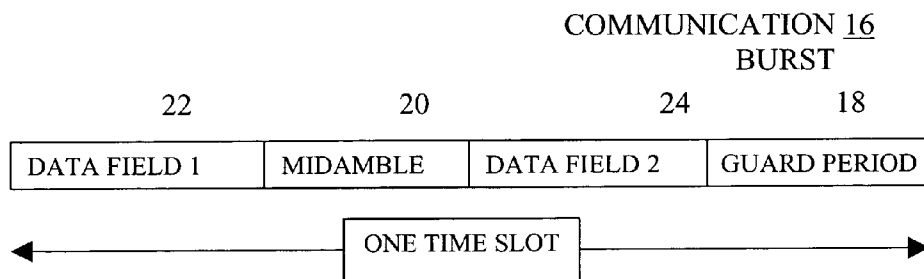 COMMUNICATION 16
BURST
22 20 24 18
DATA FIELD 1 MIDAMBLE DATA FIELD 2 GUARD PERIOD
ONE TIME SLOT